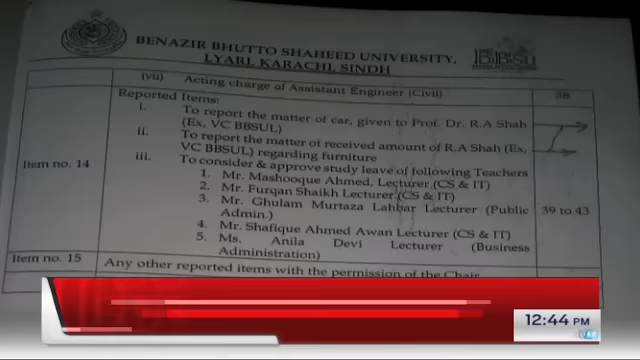 BENAZIR BHUTTO SHAHEED UNIVERSITY,
LYARI KARACHI SINDH
BBSU
(vii) Acting charge of Assistant Engineer (Civil) 38
Reported Items:
i. To report the matter of car, given to Prof. Dr. R.A Shah
(Ex, VC BBSUL)
ii. To report the matter of received amount of R.A Shah (Ex,
VC BBSUL) regarding furniture
Item no. 14
iii. To consider & approve study leave of following Teachers
1. Mr. Mashooque Ahmed, Lecturer (CS & IT)
2. Mr. Furqan Shaikh Lecturer (CS & IT)
3. Mr. Ghulam Murtaza Lahbar Lecturer (Public
Admin.)
39 to 43
4. Mr. Shafique Ahmed Awan Lecturer (CS & IT)
5. Ms. Anila Devi Lecturer (Business
Administration)
Item no. 15 Any other reported items with the permission of the Chair
12:44 PM